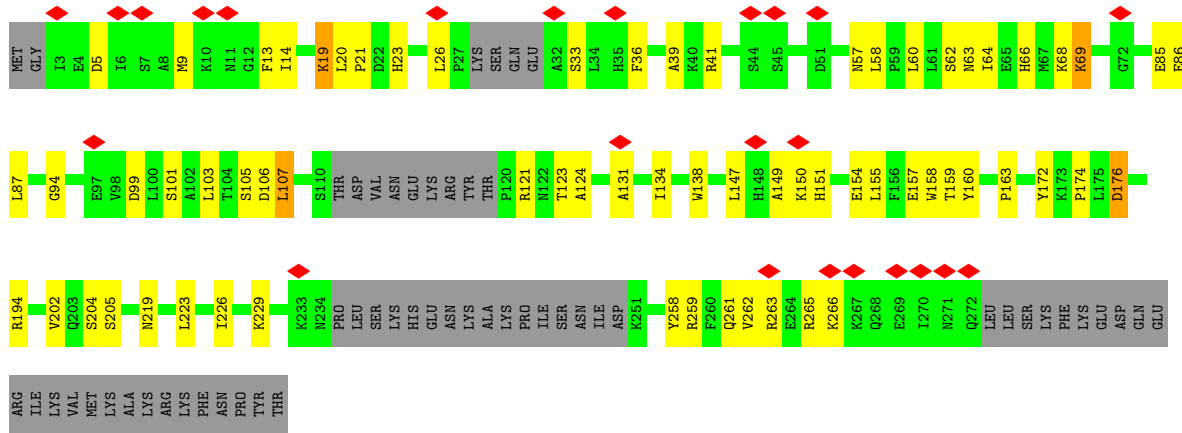 MET GLY I3 E4 D5 I6 S7 A8 M9 K10 N11 G12 F13 I14 K19 L20 P21 D22 H23 L26 P27 LYS SER GLN GLU A32 S33 L34 H35 F36 A39 K40 R41 S44 S45 D51 N57 L58 P59 L60 L61 S62 N63 I64 E65 H66 M67 K68 K69 G72 E85 F86
L87 G94 E97 V98 D99 L100 S101 A102 L103 T104 S105 D106 L107 S110 THR ASP VAL ASN GLU LYS ARG TYR THR P120 R121 N122 T123 A124 A131 I134 W138 L147 H148 A149 K150 H151 E154 L155 F156 E157 W158 T159 Y160 P163 Y172 K173 P174 L175 D176
R194 V202 Q203 S204 S205 N219 L223 I226 K229 K233 N234 PRO LEU SER LYS HIS GLU ASN LYS ALA LYS PRO ILE SER ASN ILE ASP K251 Y258 R259 F260 Q261 V262 R263 E264 R265 K266 K267 Q268 E269 I270 N271 Q272 LEU LEU SER LYS PHE LYS GLU ASP GLN GLU
ARG ILE LYS VAL MET LYS ALA LYS ARG LYS PHE ASN PRO TYR THR